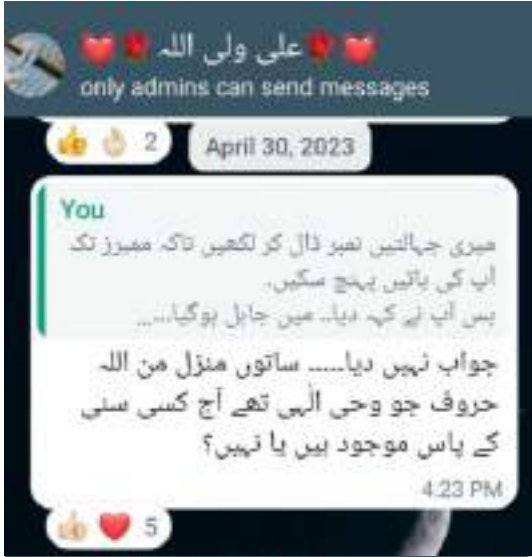 علی ولی اللہ
only admins can send messages
2
April 30, 2023
You
میری جہالتیں نمبر ڈال کر لکھیں تاکہ ممبرز تک
آپ کی باتیں پہنچ سکیں.
بس آپ نے کہہ دیا.. میں جاہل ہوگیا.....
جواب نہیں دیا..... ساتوں منزل من اللہ
حروف جو وحی الٰہی تھے آج کسی سنی
کے پاس موجود ہیں یا نہیں؟
4:23 PM
5